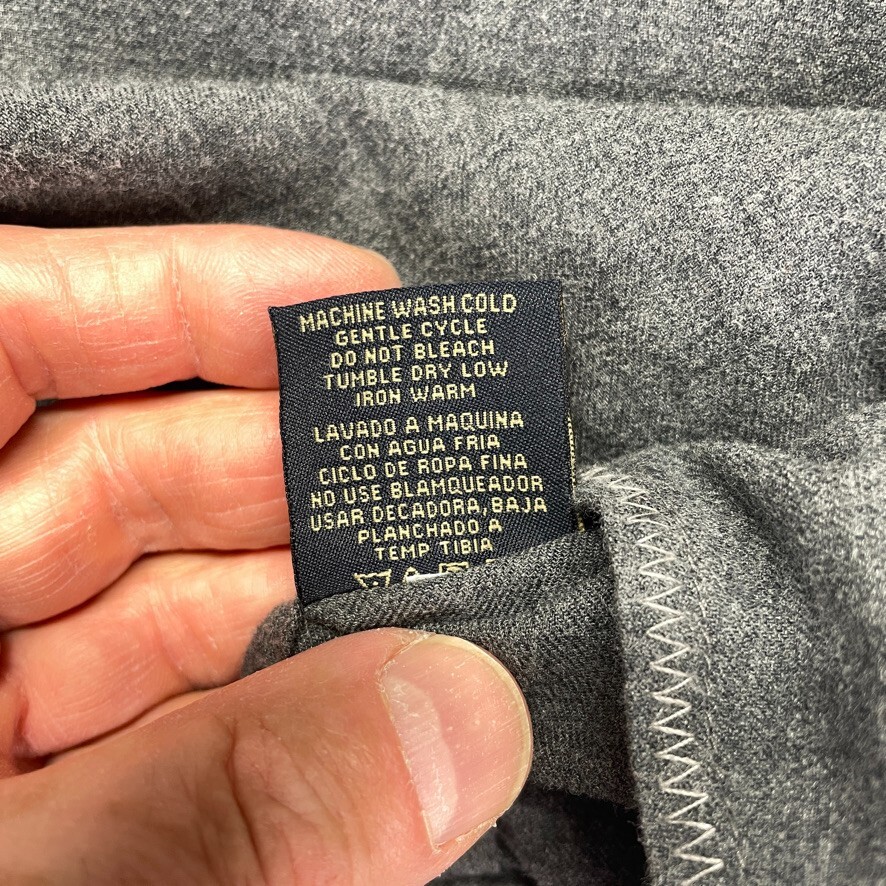 MACHINE WASH COLD
GENTLE CYCLE
DO NOT BLEACH
TUMBLE DRY LOW
IRON WARM
LAVADO A MAQUINA
CON AGUA FRIA
CICLO DE ROPA FINA
NO USE BLAMQUEADOR
USAR DECADORA, BAJA
PLANCHADO A
TEMP TIBIA